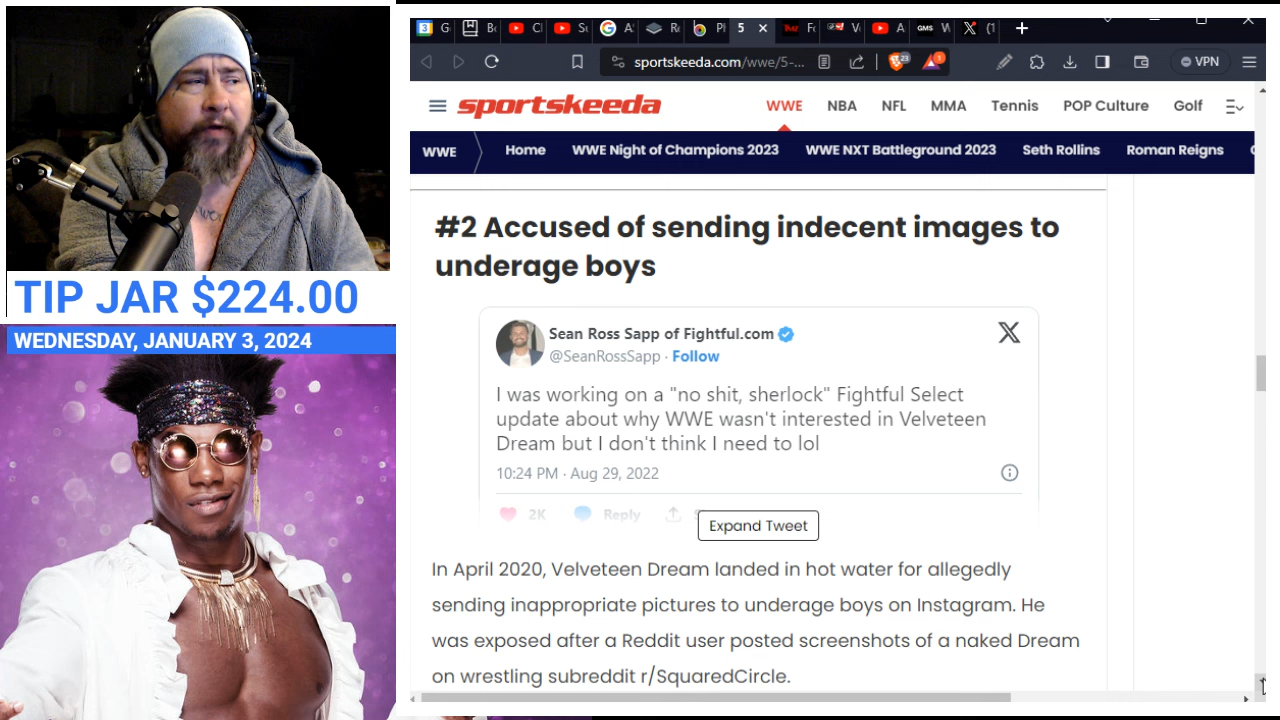 TIP JAR $224.00
WEDNESDAY, JANUARY 3, 2024
sportskeeda.com/wwe/5-...
23
1
VPN
sportskeeda
WWE NBA NFL MMA Tennis POP Culture Golf
WWE Home WWE Night of Champions 2023 WWE NXT Battleground 2023 Seth Rollins Roman Reigns
#2 Accused of sending indecent images to
underage boys
Sean Ross Sapp of Fightful.com
@SeanRossSapp · Follow
I was working on a "no shit, sherlock" Fightful Select
update about why WWE wasn't interested in Velveteen
Dream but I don't think I need to lol
10:24 PM · Aug 29, 2022
2K Reply
Expand Tweet
In April 2020, Velveteen Dream landed in hot water for allegedly
sending inappropriate pictures to underage boys on Instagram. He
was exposed after a Reddit user posted screenshots of a naked Dream
on wrestling subreddit r/SquaredCircle.